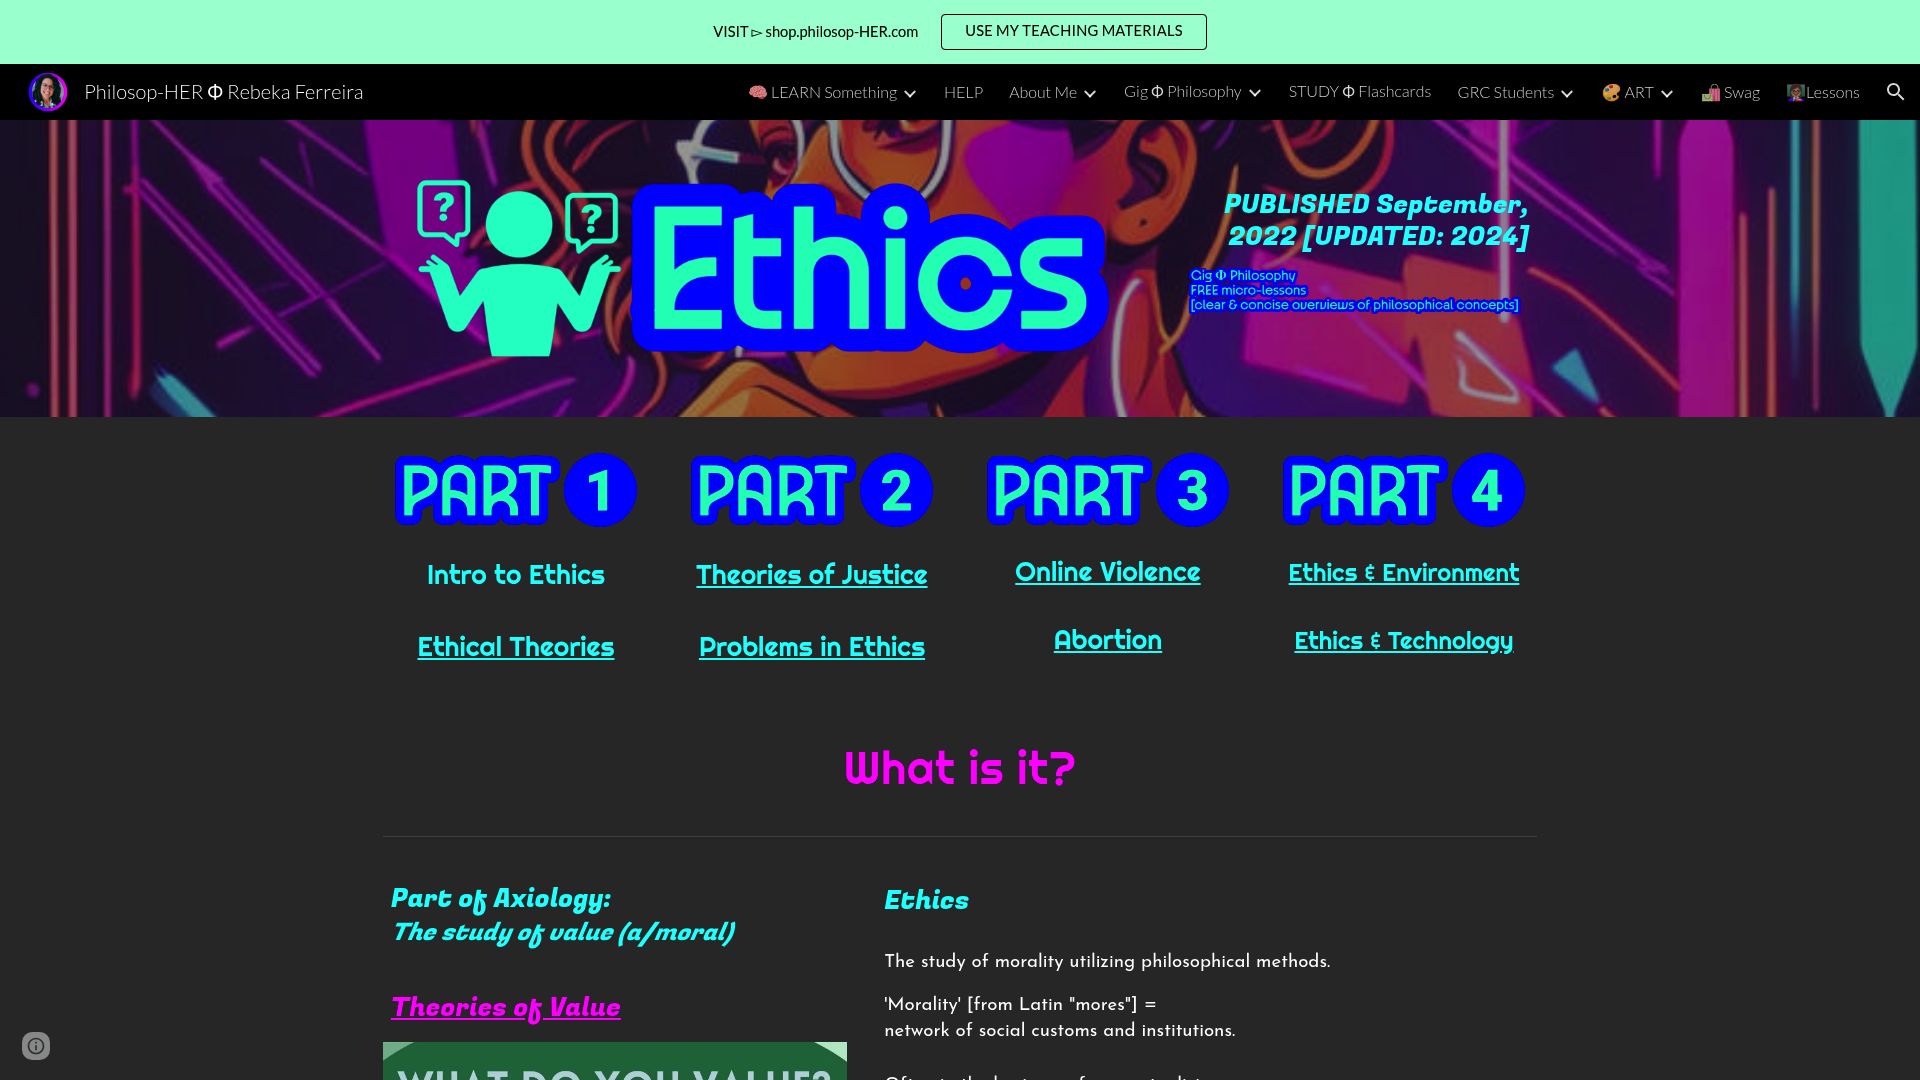 VISIT ▻ shop.philosop-HER.com
USE MY TEACHING MATERIALS
Philosop-HER Φ Rebeka Ferreira
🧠 LEARN Something
HELP
About Me
Gig Φ Philosophy
STUDY Φ Flashcards
GRC Students
🎨 ART
🛍️ Swag
👩🏾‍🏫Lessons
? ?
Ethics
PUBLISHED September,
2022 [UPDATED: 2024]
Gig Φ Philosophy
FREE micro-lessons
[clear & concise overviews of philosophical concepts]
PART 1
Intro to Ethics
Ethical Theories
PART 2
Theories of Justice
Problems in Ethics
PART 3
Online Violence
Abortion
PART 4
Ethics & Environment
Ethics & Technology
What is it?
Part of Axiology:
The study of value (a/moral)
Theories of Value
WHAT DO YOU VALUE?
Ethics
The study of morality utilizing philosophical methods.
'Morality' [from Latin "mores"] =
network of social customs and institutions.